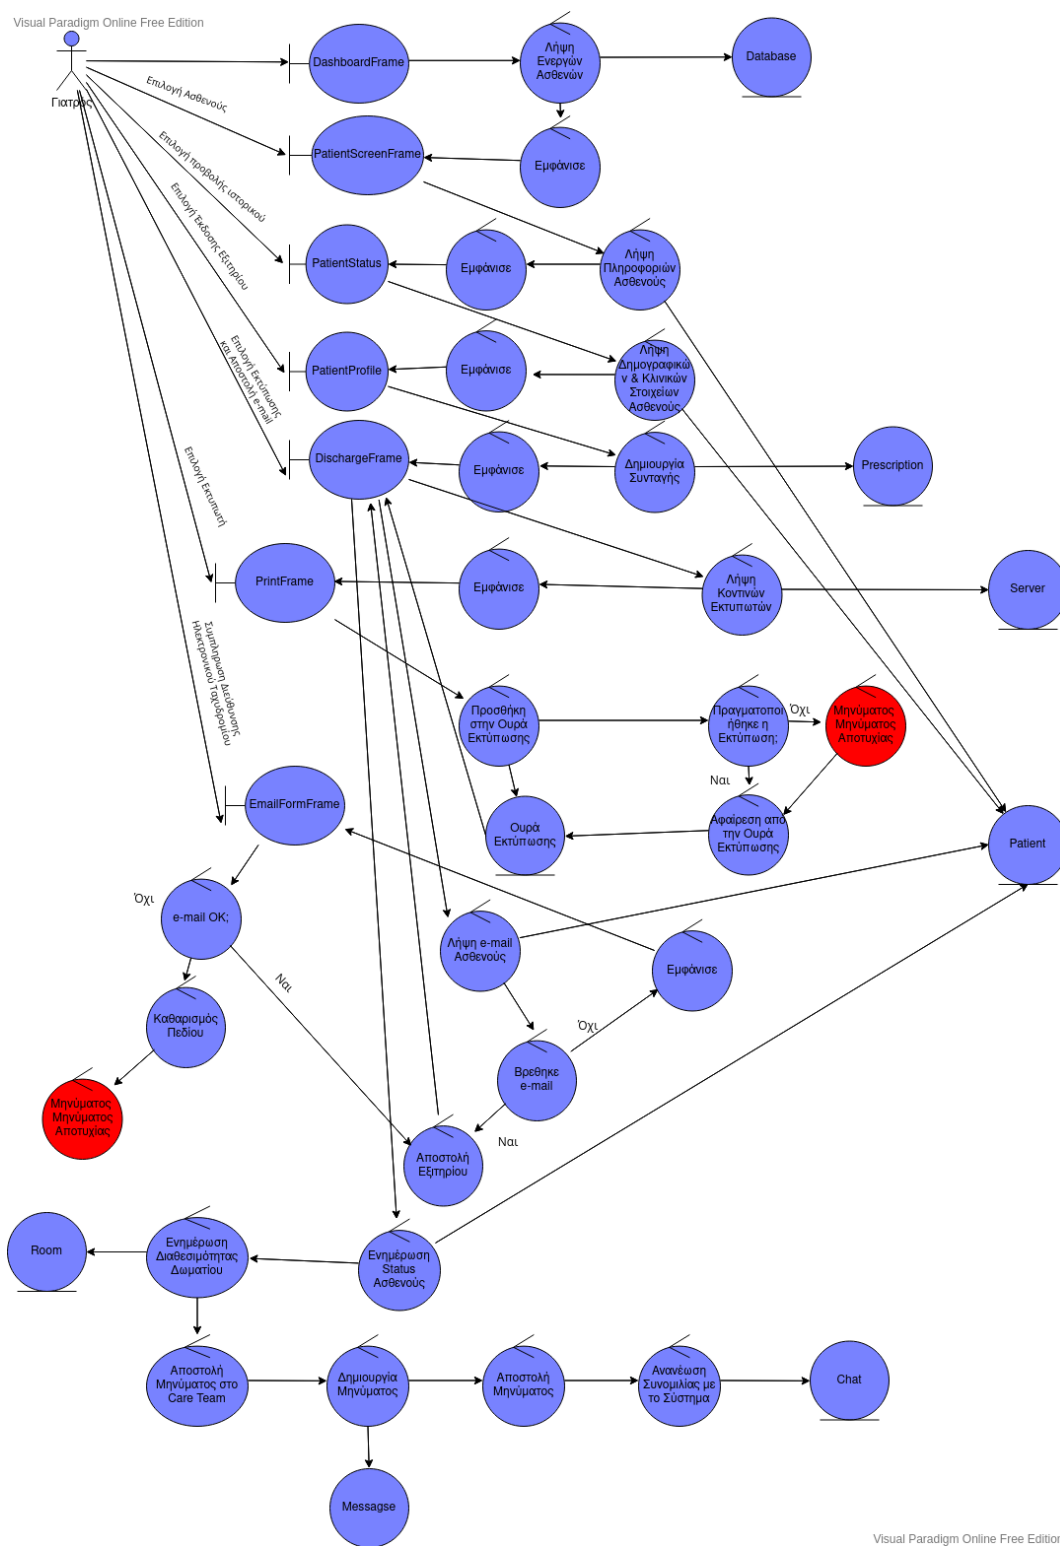 Visual Paradigm Online Free Edition
Γιατρός
DashboardFrame
Λήψη
Ενεργών
Ασθενών
Database
Επιλογή Ασθενούς
PatientScreenFrame
Εμφάνισε
Επιλογή προβολής ιστορικού
PatientStatus
Εμφάνισε
Λήψη
Πληροφοριών
Ασθενούς
Επιλογή Έκδοσης Εξιτηρίου
PatientProfile
Εμφάνισε
Λήψη
Δημογραφικώ
ν & Κλινικών
Στοιχείων
Ασθενούς
Επιλογή Εκτύπωσης
και Αποστολή e-mail
DischargeFrame
Εμφάνισε
Δημιουργία
Συνταγής
Prescription
Επιλογή Εκτυπωτή
PrintFrame
Εμφάνισε
Λήψη
Κοντινών
Εκτυπωτών
Server
Συμπλήρωση Διεύθυνσης
Ηλεκτρονικού Ταχυδρομίου
Προσθήκη
στην Ουρά
Εκτύπωσης
Πραγματοποι
ήθηκε η
Εκτύπωση;
Όχι
Μηνύματος
Μηνύματος
Αποτυχίας
Ναι
EmailFormFrame
Ουρά
Εκτύπωσης
Αφαίρεση από
την Ουρά
Εκτύπωσης
Patient
Όχι
e-mail OK;
Λήψη e-mail
Ασθενούς
Εμφάνισε
Ναι
Καθαρισμός
Πεδίου
Όχι
Βρεθηκε
e-mail
Μηνύματος
Μηνύματος
Αποτυχίας
Ναι
Αποστολή
Εξιτηρίου
Room
Ενημέρωση
Διαθεσιμότητας
Δωματίου
Ενημέρωση
Status
Ασθενούς
Αποστολή
Μηνύματος στο
Care Team
Δημιουργία
Μηνύματος
Αποστολή
Μηνύματος
Ανανέωση
Συνομιλίας με
το Σύστημα
Chat
Messagse
Visual Paradigm Online Free Edition